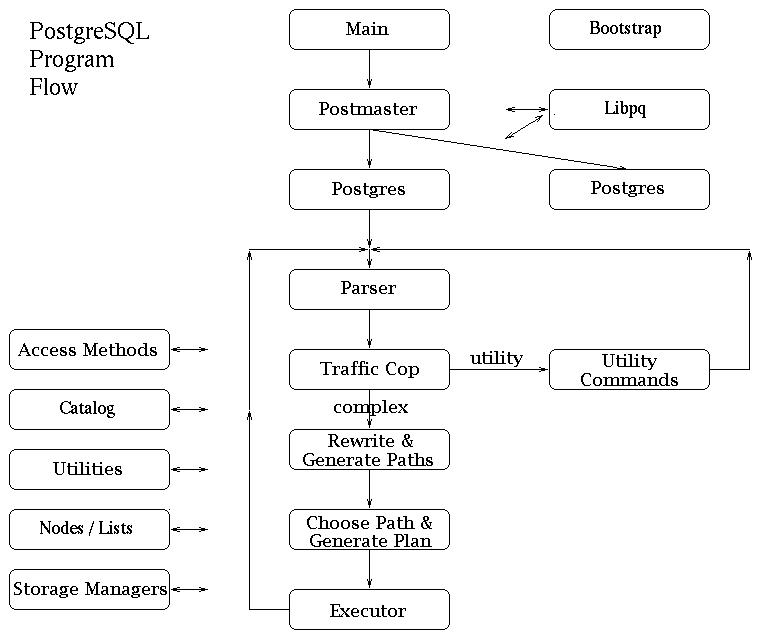 PostgreSQL
Program
Flow
Main
Bootstrap
Postmaster
Libpq
Postgres
Postgres
Parser
Access Methods
Traffic Cop
utility
Utility
Commands
complex
Catalog
Rewrite &
Generate Paths
Utilities
Choose Path &
Generate Plan
Nodes / Lists
Storage Managers
Executor